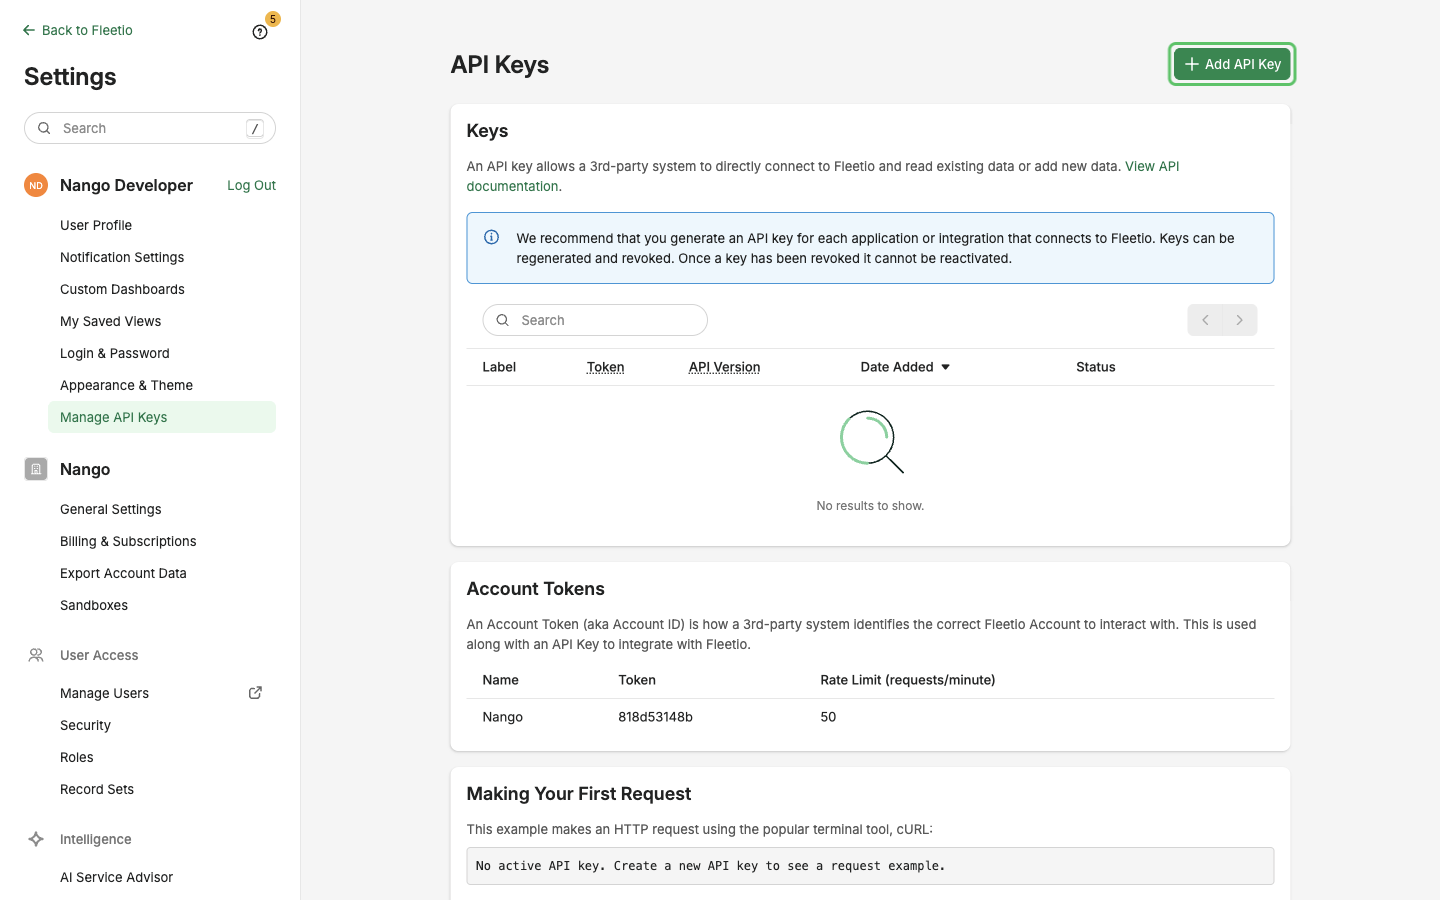 Back to Fleetio
5
Settings
Search
/
ND
Nango Developer
Log Out
User Profile
Notification Settings
Custom Dashboards
My Saved Views
Login & Password
Appearance & Theme
Manage API Keys
Nango
General Settings
Billing & Subscriptions
Export Account Data
Sandboxes
User Access
Manage Users
Security
Roles
Record Sets
Intelligence
AI Service Advisor
API Keys
Add API Key
Keys
An API key allows a 3rd-party system to directly connect to Fleetio and read existing data or add new data. View API
documentation.
We recommend that you generate an API key for each application or integration that connects to Fleetio. Keys can be
regenerated and revoked. Once a key has been revoked it cannot be reactivated.
Search
Label Token API Version Date Added Status
No results to show.
Account Tokens
An Account Token (aka Account ID) is how a 3rd-party system identifies the correct Fleetio Account to interact with. This is used
along with an API Key to integrate with Fleetio.
Name Token Rate Limit (requests/minute)
Nango 818d53148b 50
Making Your First Request
This example makes an HTTP request using the popular terminal tool, cURL:
No active API key. Create a new API key to see a request example.